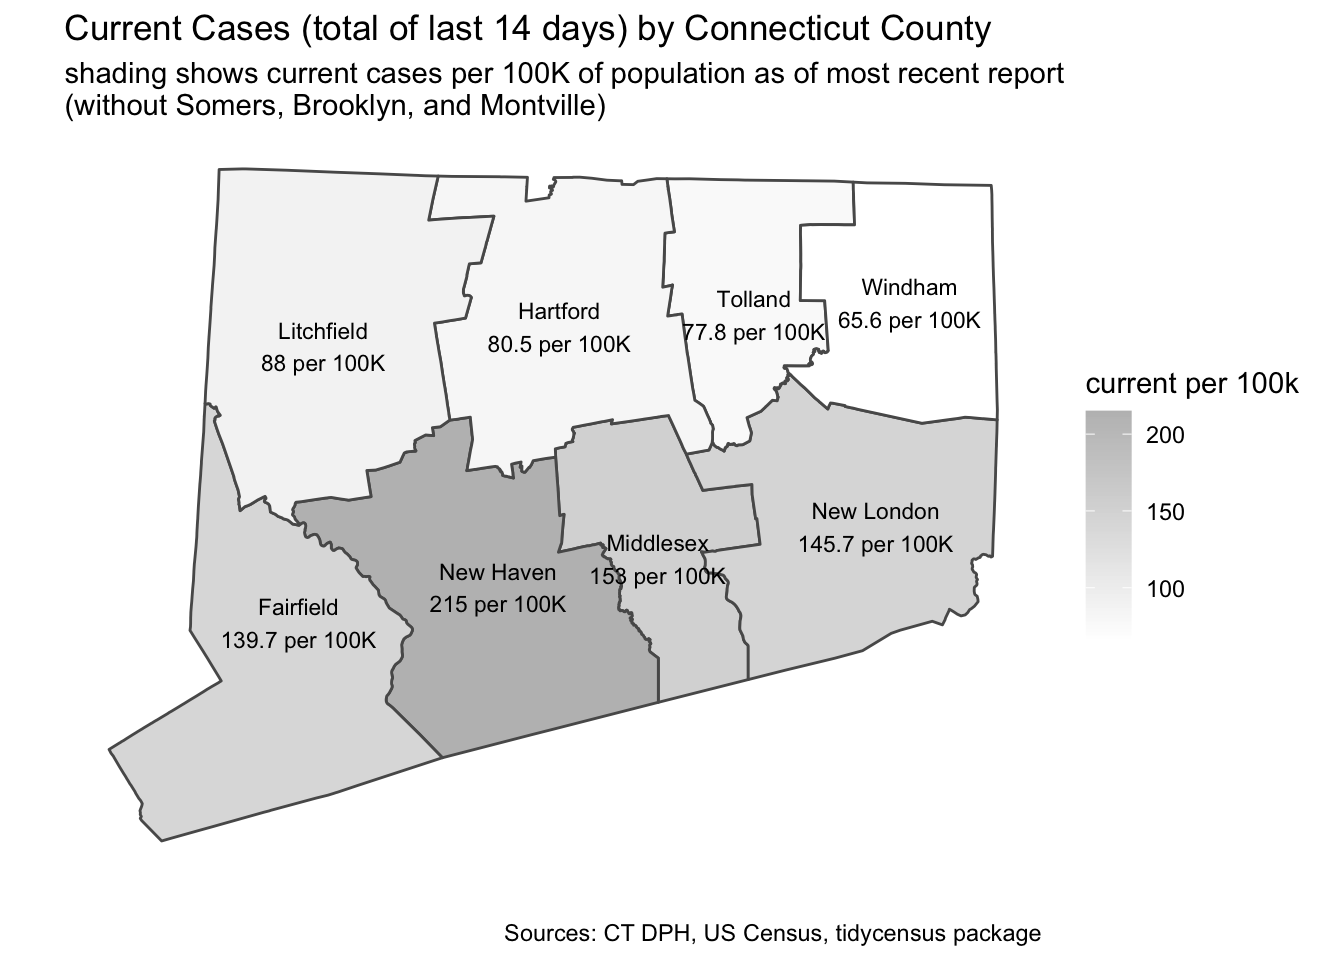 Current Cases (total of last 14 days) by Connecticut County
shading shows current cases per 100K of population as of most recent report
(without Somers, Brooklyn, and Montville)
Litchfield
88 per 100K
Hartford
80.5 per 100K
Tolland
77.8 per 100K
Windham
65.6 per 100K
Fairfield
139.7 per 100K
New Haven
215 per 100K
Middlesex
153 per 100K
New London
145.7 per 100K
current per 100k
200
150
100
Sources: CT DPH, US Census, tidycensus package